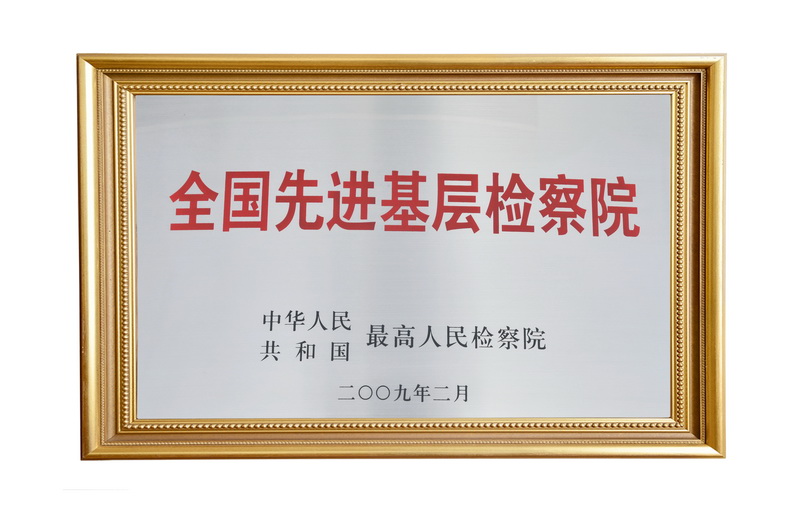 全国先进基层检察院
中华人民共和国 最高人民检察院
二〇〇九年二月